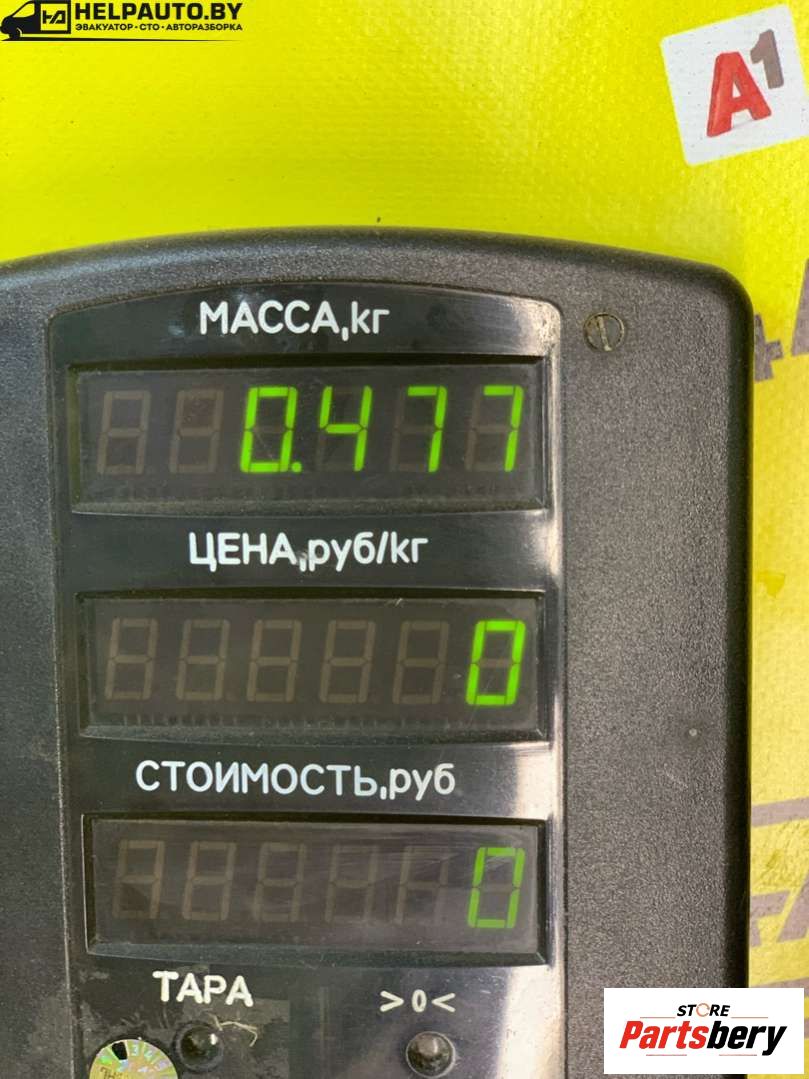 HELPAUTO.BY
ЭВАКУАТОР•СТО•АВТОРАЗБОРКА
A1
МАССА,кг
0.477
ЦЕНА,руб/кг
0
СТОИМОСТЬ,руб
0
ТАРА
>0<
STORE
Partsbery